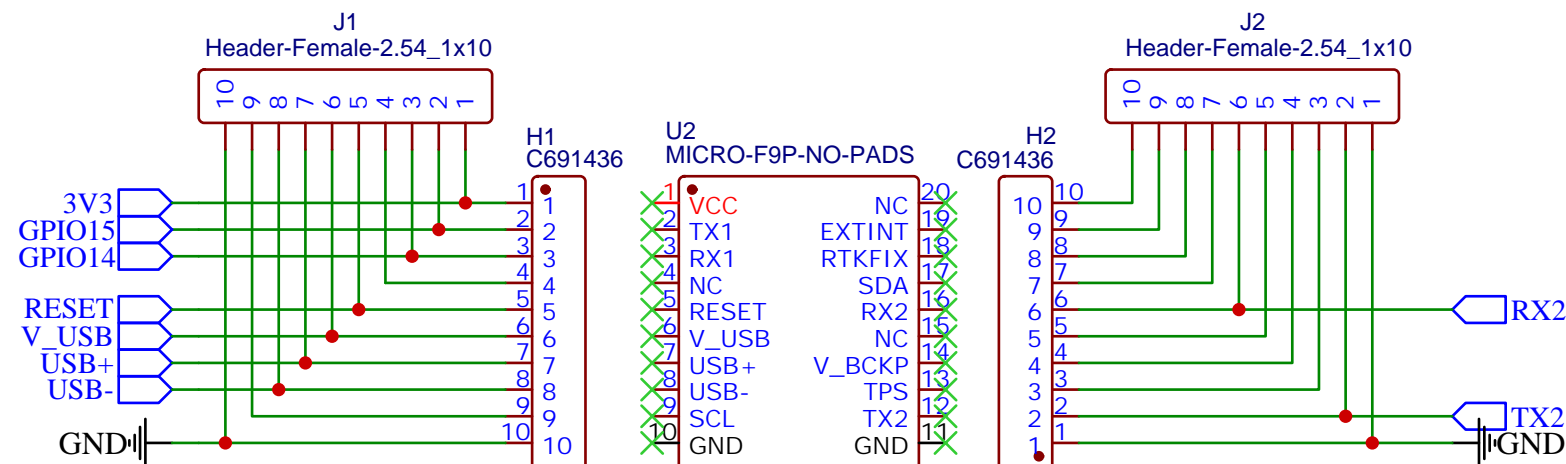 J1
Header-Female-2.54_1x10
10 9 8 7 6 5 4 3 2 1
J2
Header-Female-2.54_1x10
10 9 8 7 6 5 4 3 2 1
H1
C691436
U2
MICRO-F9P-NO-PADS
H2
C691436
3V3 1 1 1 VCC NC 20 10 10
GPIO15 2 2 2 TX1 EXTINT 19 9 9
GPIO14 3 3 3 RX1 RTKFIX 18 8 8
4 4 4 NC SDA 17 7 7
RESET 5 5 5 RESET RX2 16 6 6 RX2
V_USB 6 6 6 V_USB NC 15 5 5
USB+ 7 7 7 USB+ V_BCKP 14 4 4
USB- 8 8 8 USB- TPS 13 3 3
9 9 9 SCL TX2 12 2 2 TX2
GND 10 10 10 GND GND 11 1 1 GND